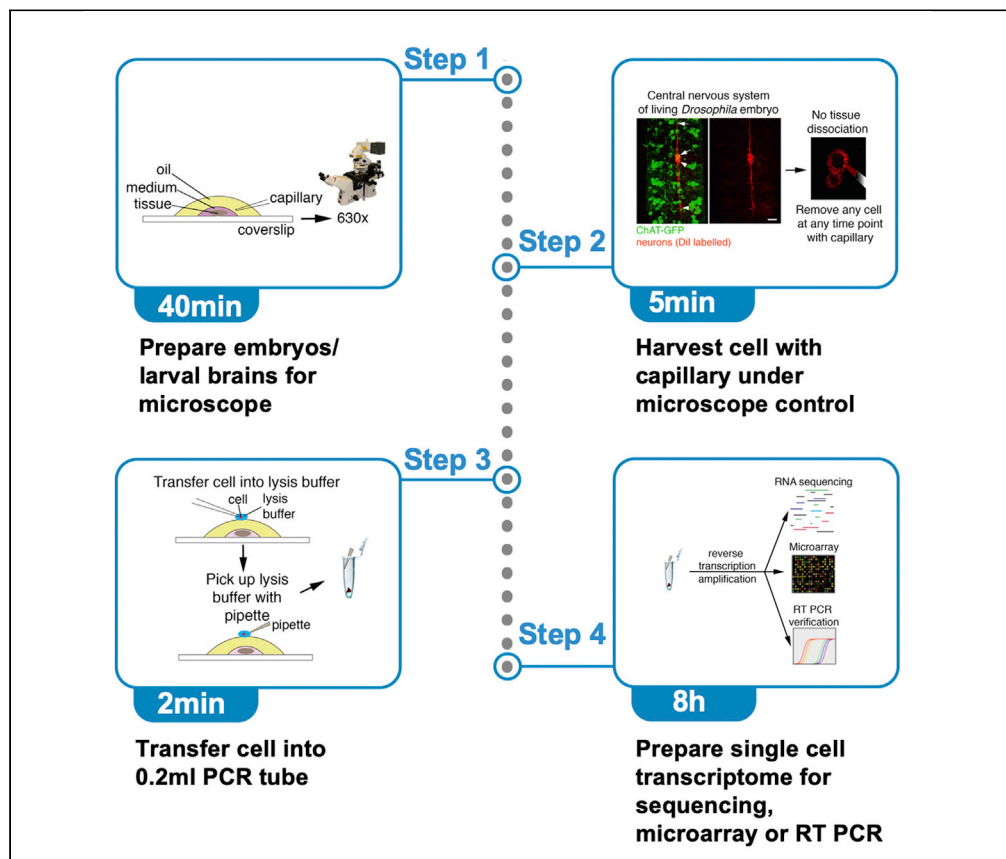 Step 1
oil
medium
tissue
capillary
coverslip
630x
40min
Prepare embryos/
larval brains for
microscope
Step 2
Central nervous system
of living Drosophila embryo
No tissue
dissociation
ChAT-GFP
neurons (DiI labelled)
Remove any cell
at any time point
with capillary
5min
Harvest cell with
capillary under
microscope control
Step 3
Transfer cell into lysis buffer
cell
lysis
buffer
Pick up lysis
buffer with
pipette
pipette
2min
Transfer cell into
0.2ml PCR tube
Step 4
RNA sequencing
reverse
transcription
amplification
Microarray
RT PCR
verification
8h
Prepare single cell
transcriptome for
sequencing,
microarray or RT PCR